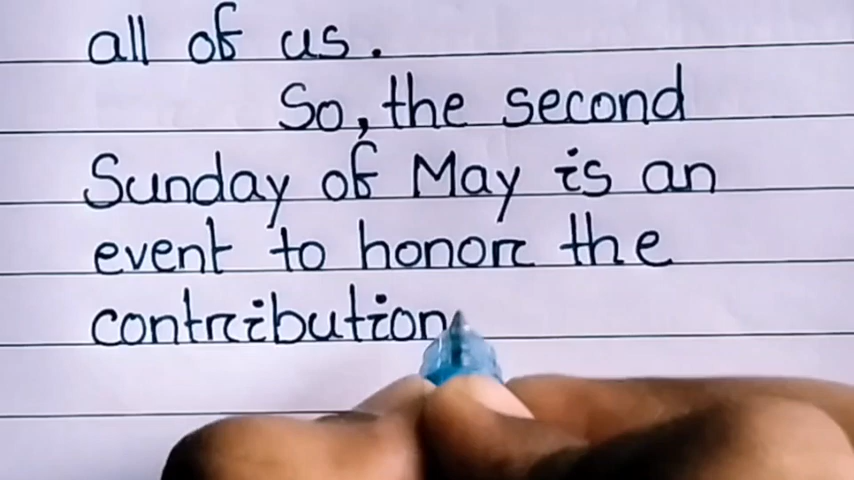 all of us.
So, the second
Sunday of May is an
event to honor the
contribution